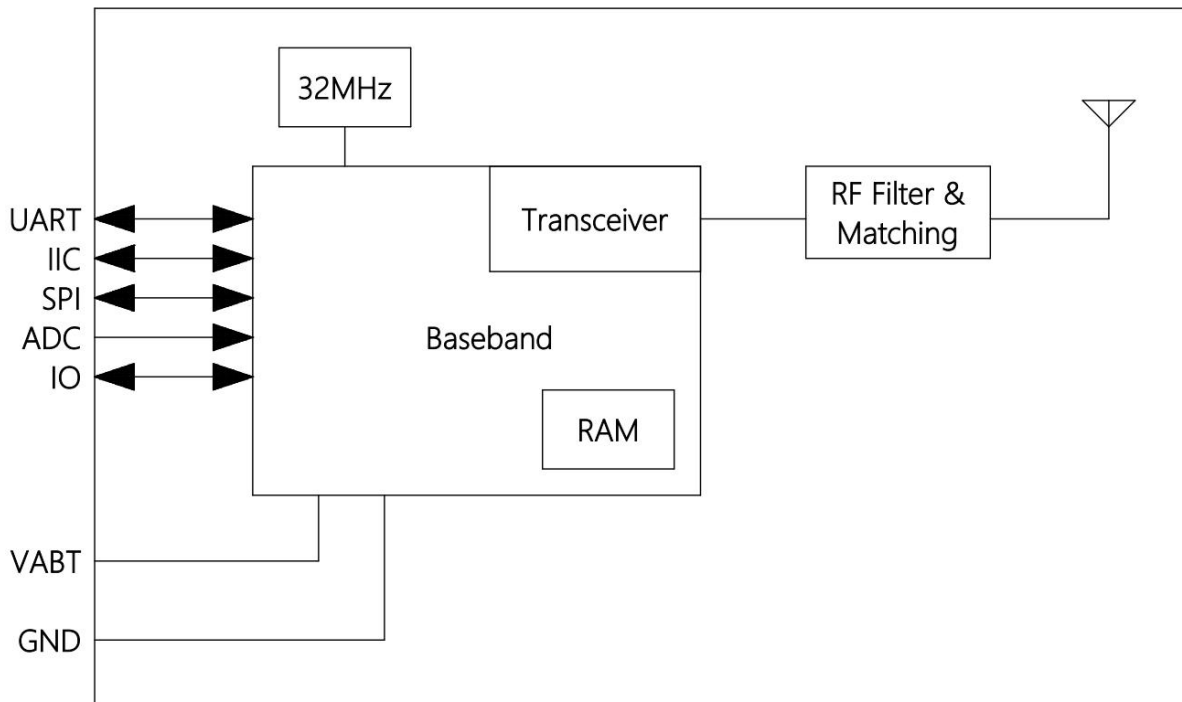 32MHz
Transceiver
RF Filter &
Matching
UART
IIC
SPI
ADC
IO
Baseband
RAM
VABT
GND